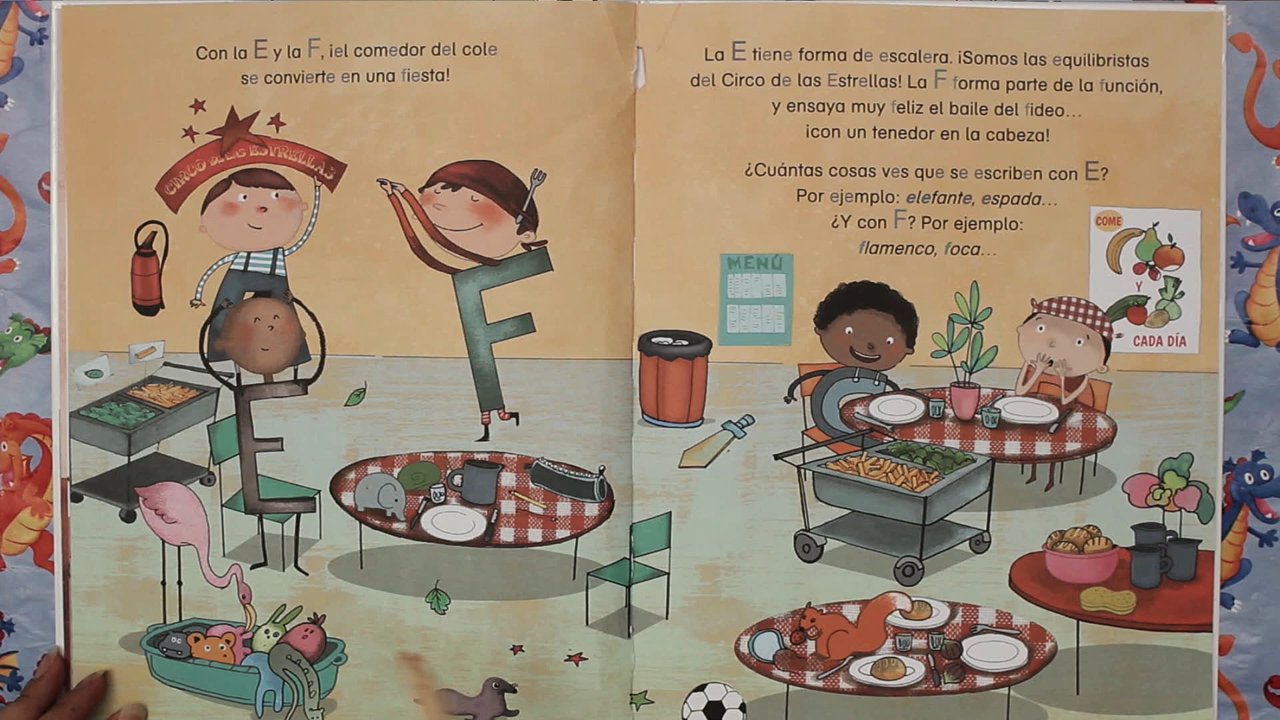 Con la E y la F, ¡el comedor del cole
se convierte en una fiesta!
CIRCO DE LAS ESTRELLAS
La E tiene forma de escalera. ¡Somos las equilibristas
del Circo de las Estrellas! La F forma parte de la función,
y ensaya muy feliz el baile del fideo...
¡con un tenedor en la cabeza!
¿Cuántas cosas ves que se escriben con E?
Por ejemplo: elefante, espada...
¿Y con F? Por ejemplo:
flamenco, foca...
MENÚ
COME
Y
CADA DÍA
F
E